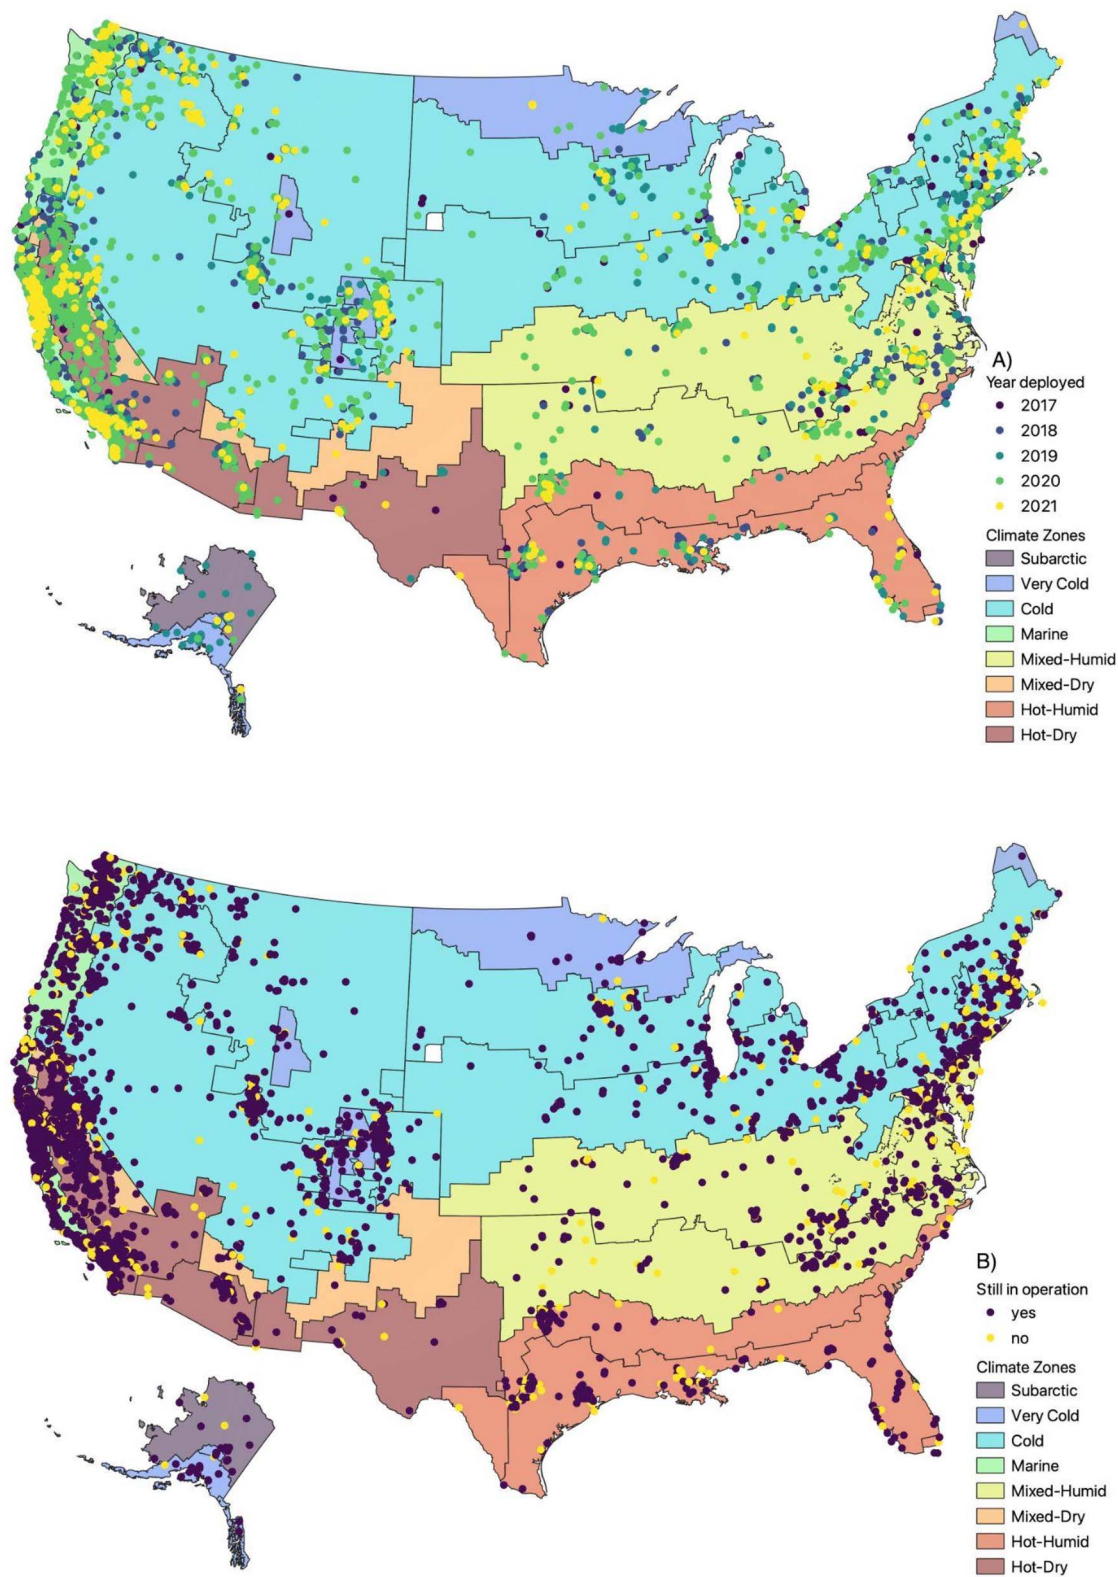 A)
Year deployed
2017
2018
2019
2020
2021
Climate Zones
Subarctic
Very Cold
Cold
Marine
Mixed-Humid
Mixed-Dry
Hot-Humid
Hot-Dry
B)
Still in operation
yes
no
Climate Zones
Subarctic
Very Cold
Cold
Marine
Mixed-Humid
Mixed-Dry
Hot-Humid
Hot-Dry